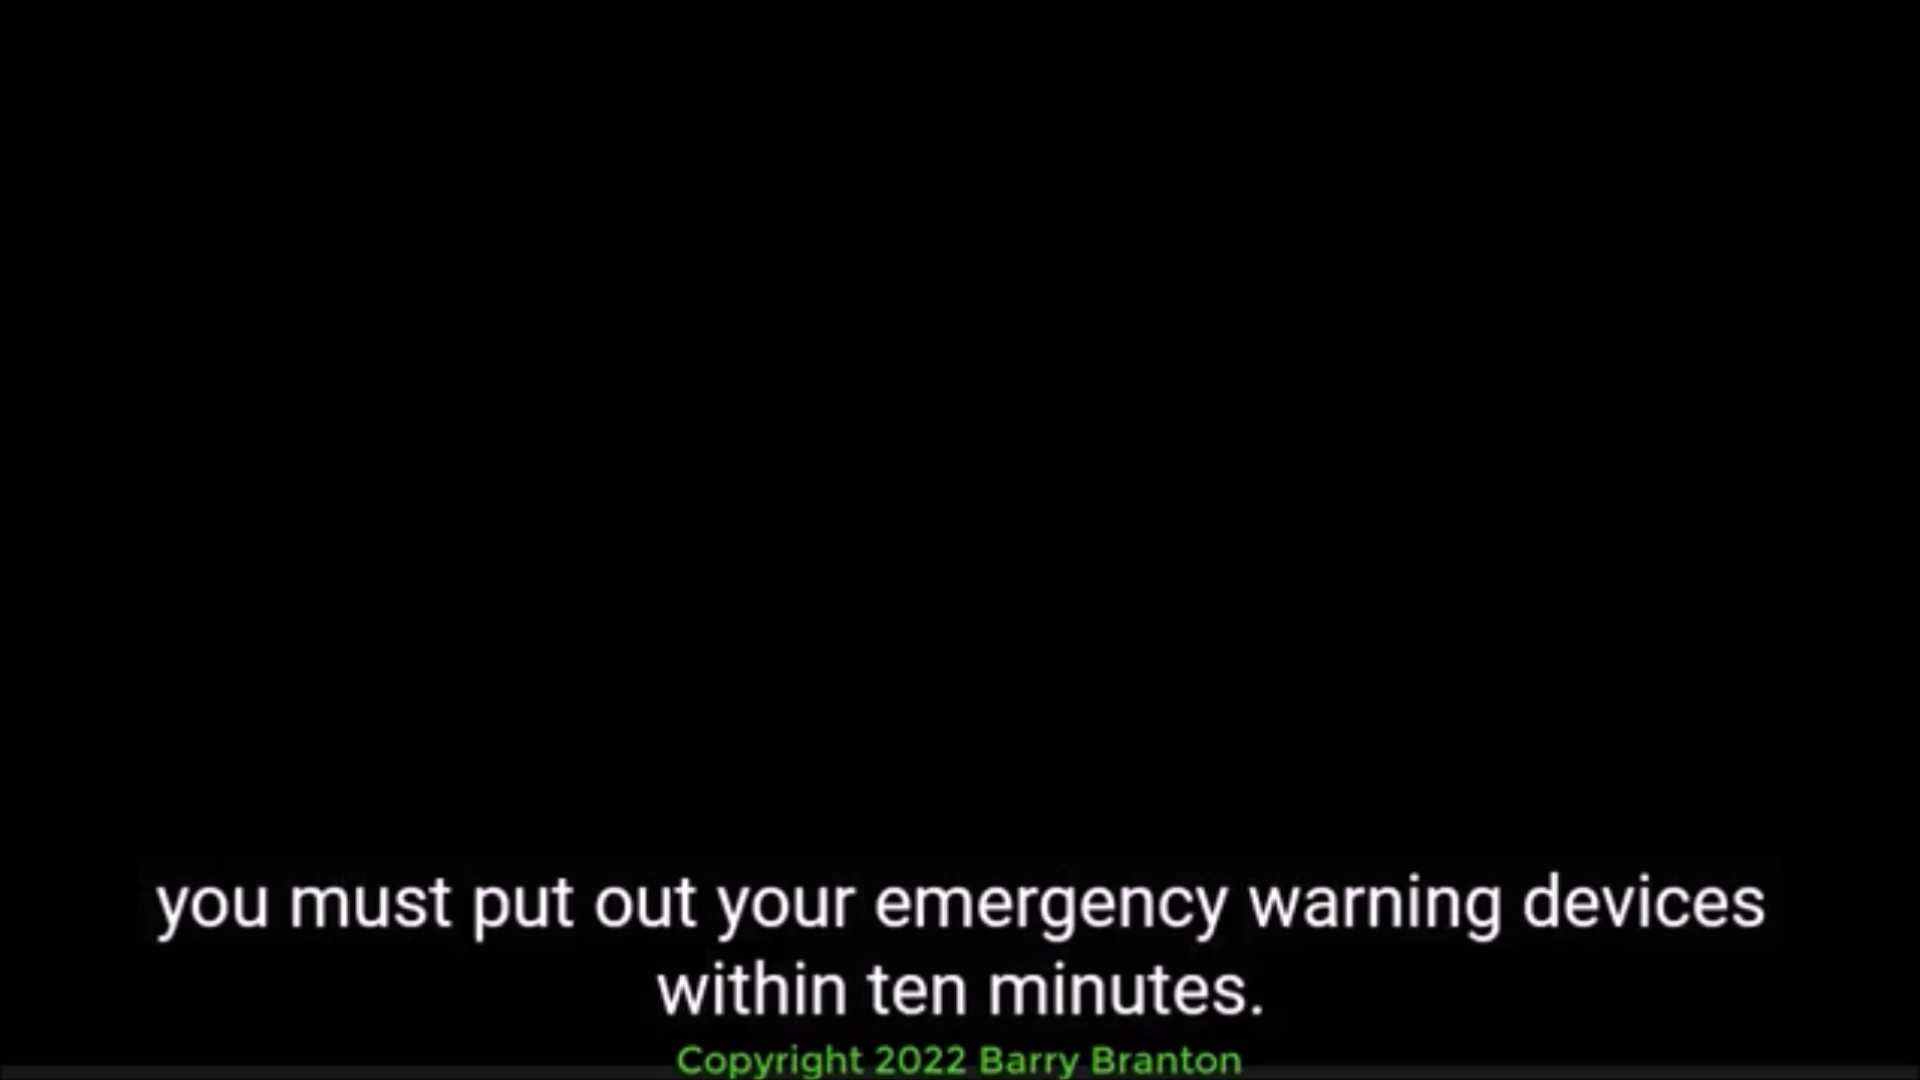 you must put out your emergency warning devices
within ten minutes.
Copyright 2022 Barry Branton